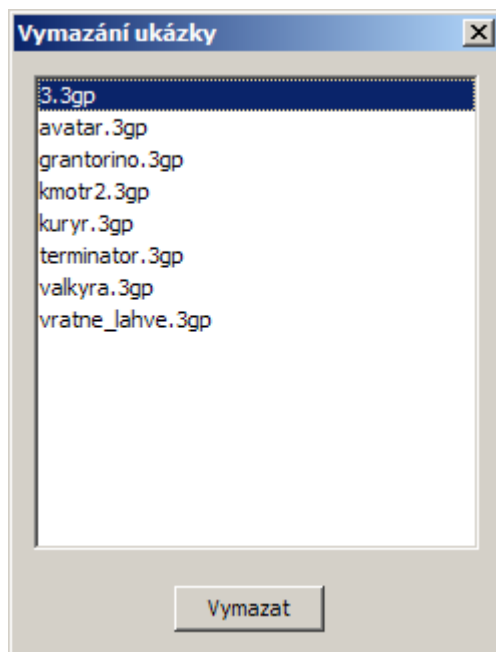 Vymazání ukázky
3.3gp
avatar.3gp
grantorino.3gp
kmotr2.3gp
kuryr.3gp
terminator.3gp
valkyra.3gp
vratne_lahve.3gp
Vymazat